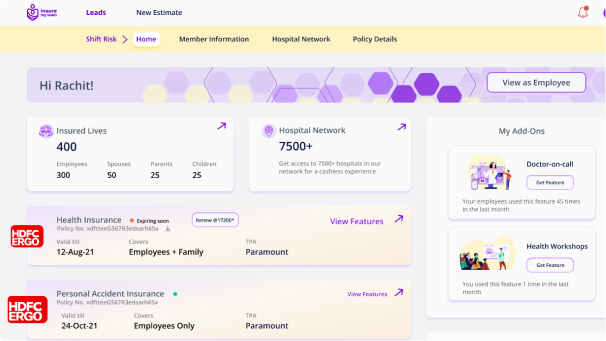 insure
my team
Leads
New Estimate
Shift Risk
Home
Member Information
Hospital Network
Policy Details
Hi Rachit!
View as Employee
Insured Lives
400
Employees Spouses Parents Children
300 50 25 25
Hospital Network
7500+
Get access to 7500+ hospitals in our
network for a cashless experience
My Add-Ons
Doctor-on-call
Get Feature
Your employees used this feature 45 times
in the last month
Health Workshops
Get Feature
You used this feature 1 time in the last
month
HDFC
ERGO
Health Insurance
Expiring soon
Renew @17200*
View Features
Policy No. xdftteeG567R3edsarh65x
Valid till Covers TPA
12-Aug-21 Employees + Family Paramount
HDFC
ERGO
Personal Accident Insurance
View Features
Policy No. xdftteeG567R3edsarh65x
Valid till Covers TPA
24-Oct-21 Employees Only Paramount